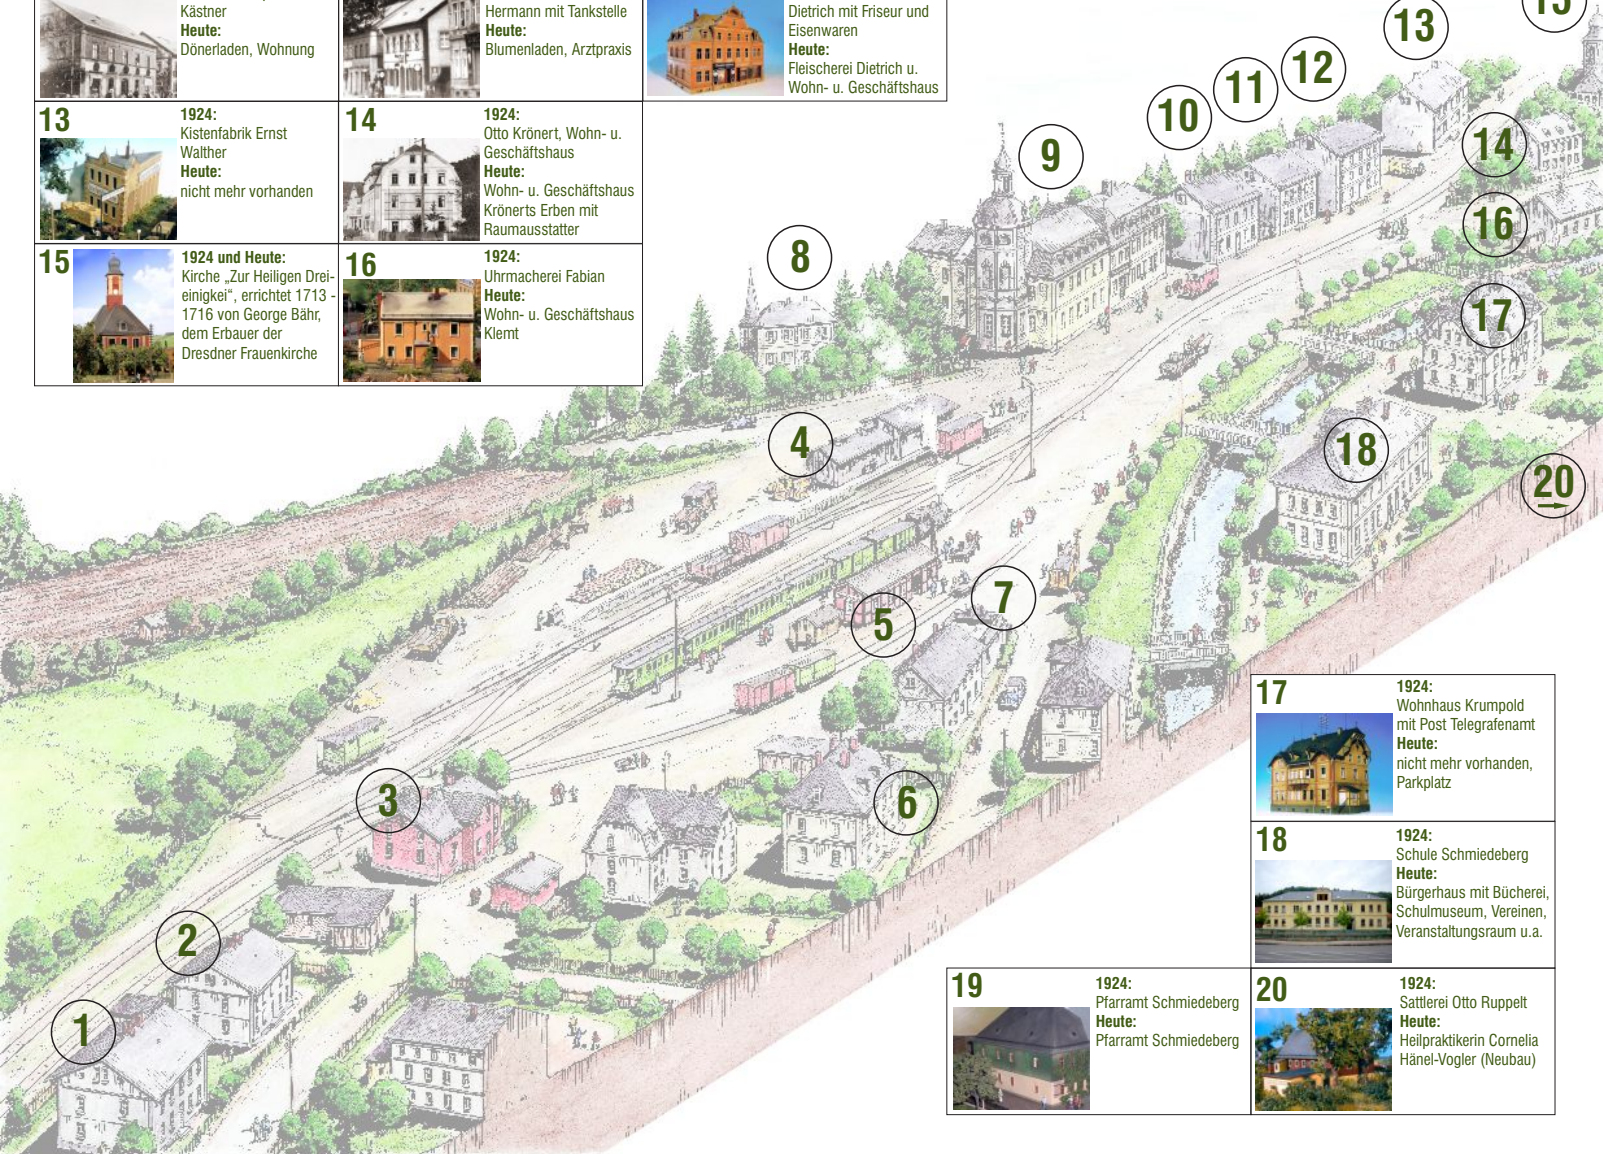 Kästner
Heute:
Dönerladen, Wohnung
Hermann mit Tankstelle
Heute:
Blumenladen, Arztpraxis
Dietrich mit Friseur und
Eisenwaren
Heute:
Fleischerei Dietrich u.
Wohn- u. Geschäftshaus
13
1924:
Kistenfabrik Ernst
Walther
Heute:
nicht mehr vorhanden
14
1924:
Otto Krönert, Wohn- u.
Geschäftshaus
Heute:
Wohn- u. Geschäftshaus
Krönerts Erben mit
Raumausstatter
15
1924 und Heute:
Kirche „Zur Heiligen Drei-
einigkei“, errichtet 1713 -
1716 von George Bähr,
dem Erbauer der
Dresdner Frauenkirche
16
1924:
Uhrmacherei Fabian
Heute:
Wohn- u. Geschäftshaus
Klemt
15
13
12
11
10
9
14
16
8
17
4
18
20
7
5
3
6
2
1
17
1924:
Wohnhaus Krumpold
mit Post Telegrafenamt
Heute:
nicht mehr vorhanden,
Parkplatz
18
1924:
Schule Schmiedeberg
Heute:
Bürgerhaus mit Bücherei,
Schulmuseum, Vereinen,
Veranstaltungsraum u.a.
19
1924:
Pfarramt Schmiedeberg
Heute:
Pfarramt Schmiedeberg
20
1924:
Sattlerei Otto Ruppelt
Heute:
Heilpraktikerin Cornelia
Hänel-Vogler (Neubau)